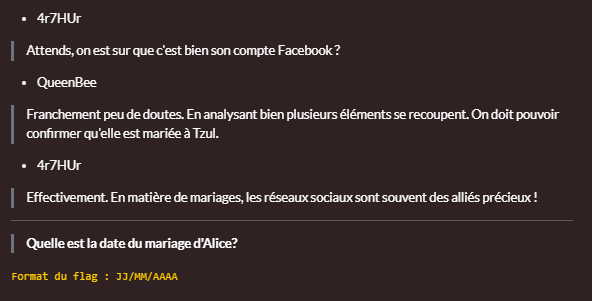 4r7HUr
Attends, on est sur que c'est bien son compte Facebook ?
QueenBee
Franchement peu de doutes. En analysant bien plusieurs éléments se recoupent. On doit pouvoir
confirmer qu'elle est mariée à Tzul.
4r7HUr
Effectivement. En matière de mariages, les réseaux sociaux sont souvent des alliés précieux !
Quelle est la date du mariage d'Alice?
Format du flag : JJ/MM/AAAA